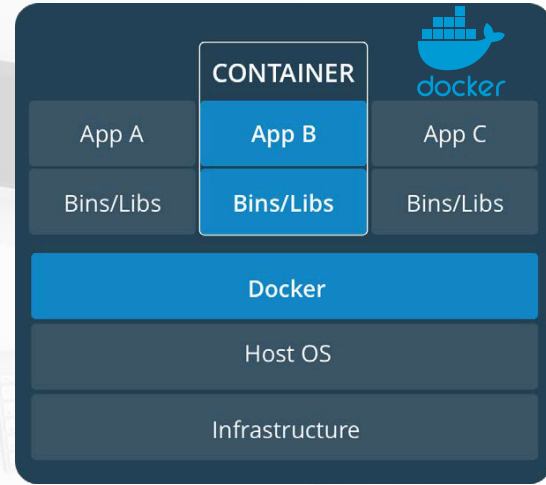 docker
CONTAINER
App A
App B
App C
Bins/Libs
Bins/Libs
Bins/Libs
Docker
Host OS
Infrastructure